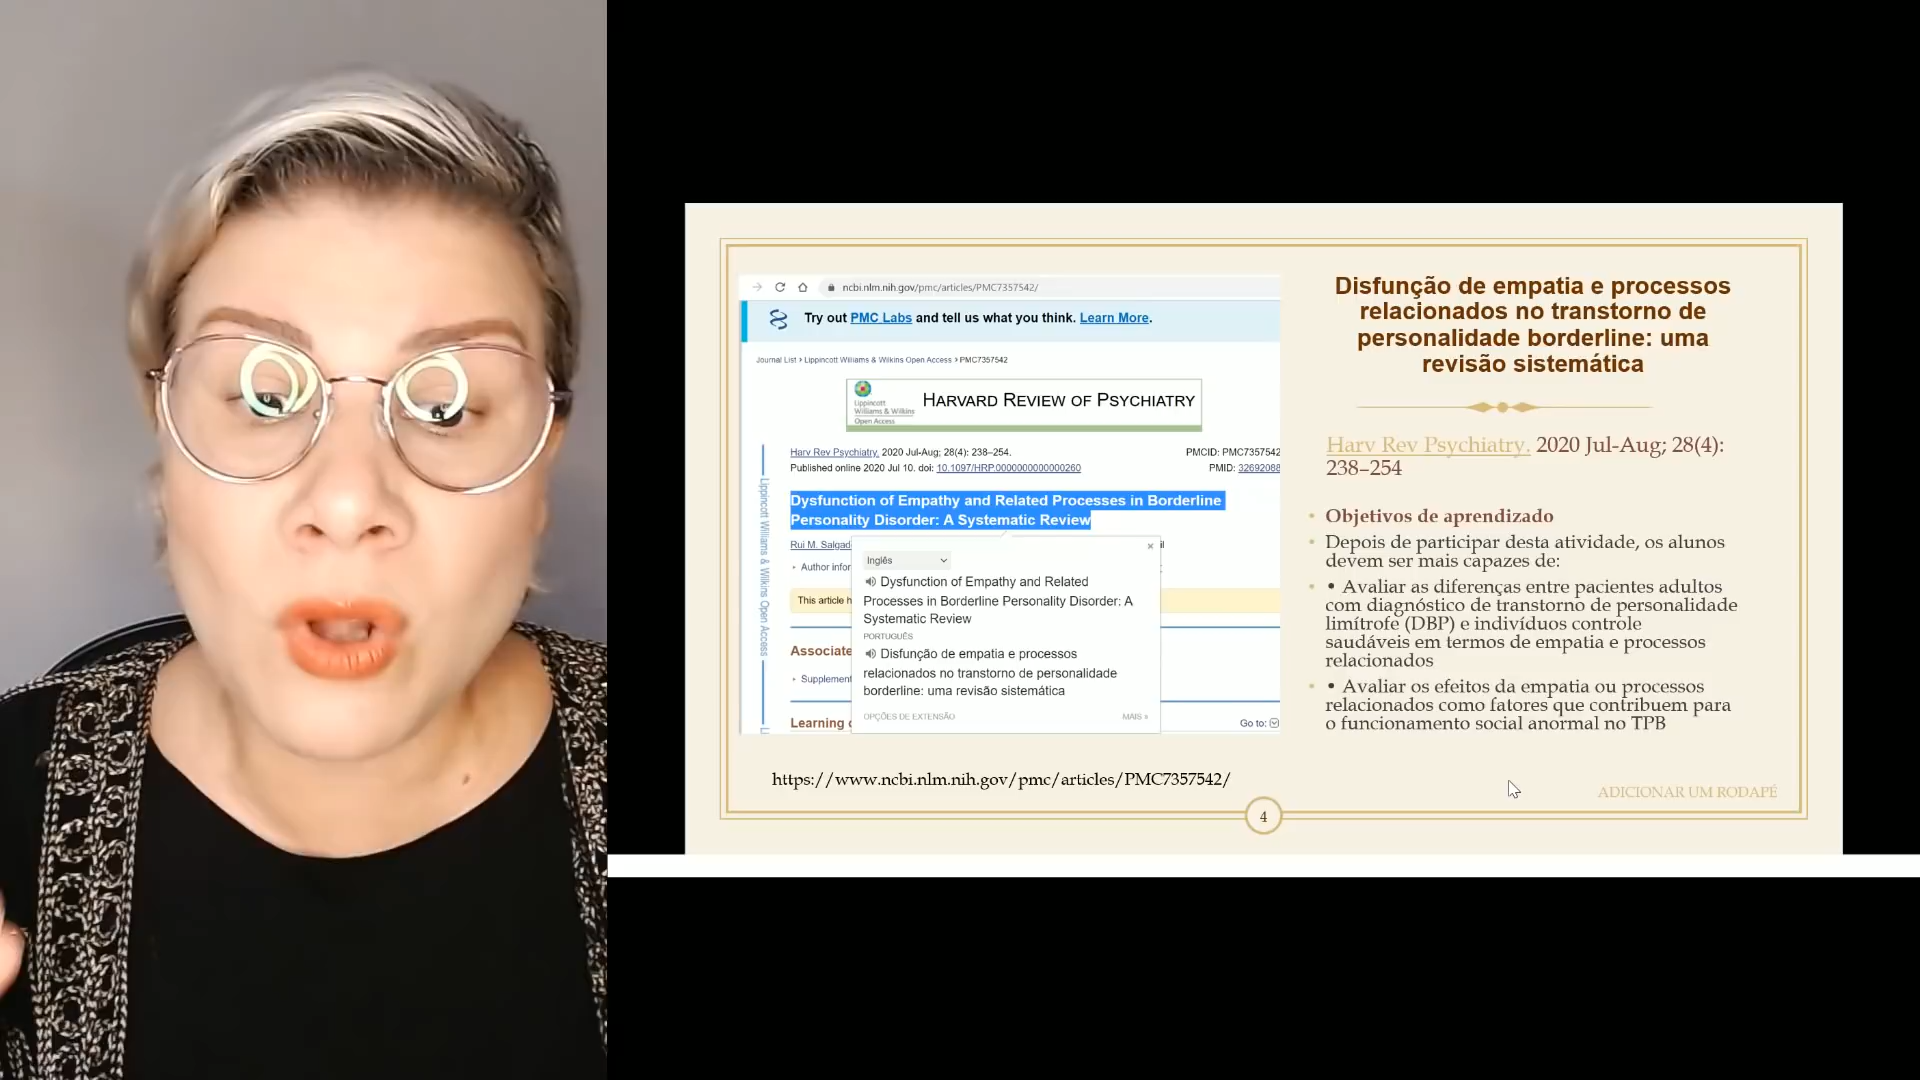 ncbi.nlm.nih.gov/pmc/articles/PMC7357542/
Try out PMC Labs and tell us what you think. Learn More.
Journal List > Lippincott Williams & Wilkins Open Access > PMC7357542
Lippincott
Williams & Wilkins
Open Access
HARVARD REVIEW OF PSYCHIATRY
Lippincott Williams & Wilkins Open Access
Harv Rev Psychiatry. 2020 Jul-Aug; 28(4): 238–254.
PMCID: PMC7357542
Published online 2020 Jul 10. doi: 10.1097/HRP.0000000000000260
PMID: 32692088
Dysfunction of Empathy and Related Processes in Borderline
Personality Disorder: A Systematic Review
Rui M. Salgad
Author infor
This article h
Associate
Supplement
Learning
Go to:
Inglês
Dysfunction of Empathy and Related
Processes in Borderline Personality Disorder: A
Systematic Review
PORTUGUÊS
Disfunção de empatia e processos
relacionados no transtorno de personalidade
borderline: uma revisão sistemática
OPÇÕES DE EXTENSÃO
MAIS »
https://www.ncbi.nlm.nih.gov/pmc/articles/PMC7357542/
Disfunção de empatia e processos
relacionados no transtorno de
personalidade borderline: uma
revisão sistemática
Harv Rev Psychiatry. 2020 Jul-Aug; 28(4):
238–254
• Objetivos de aprendizado
• Depois de participar desta atividade, os alunos
devem ser mais capazes de:
• • Avaliar as diferenças entre pacientes adultos
com diagnóstico de transtorno de personalidade
limítrofe (DBP) e indivíduos controle
saudáveis em termos de empatia e processos
relacionados
• • Avaliar os efeitos da empatia ou processos
relacionados como fatores que contribuem para
o funcionamento social anormal no TPB
ADICIONAR UM RODAPÉ
4